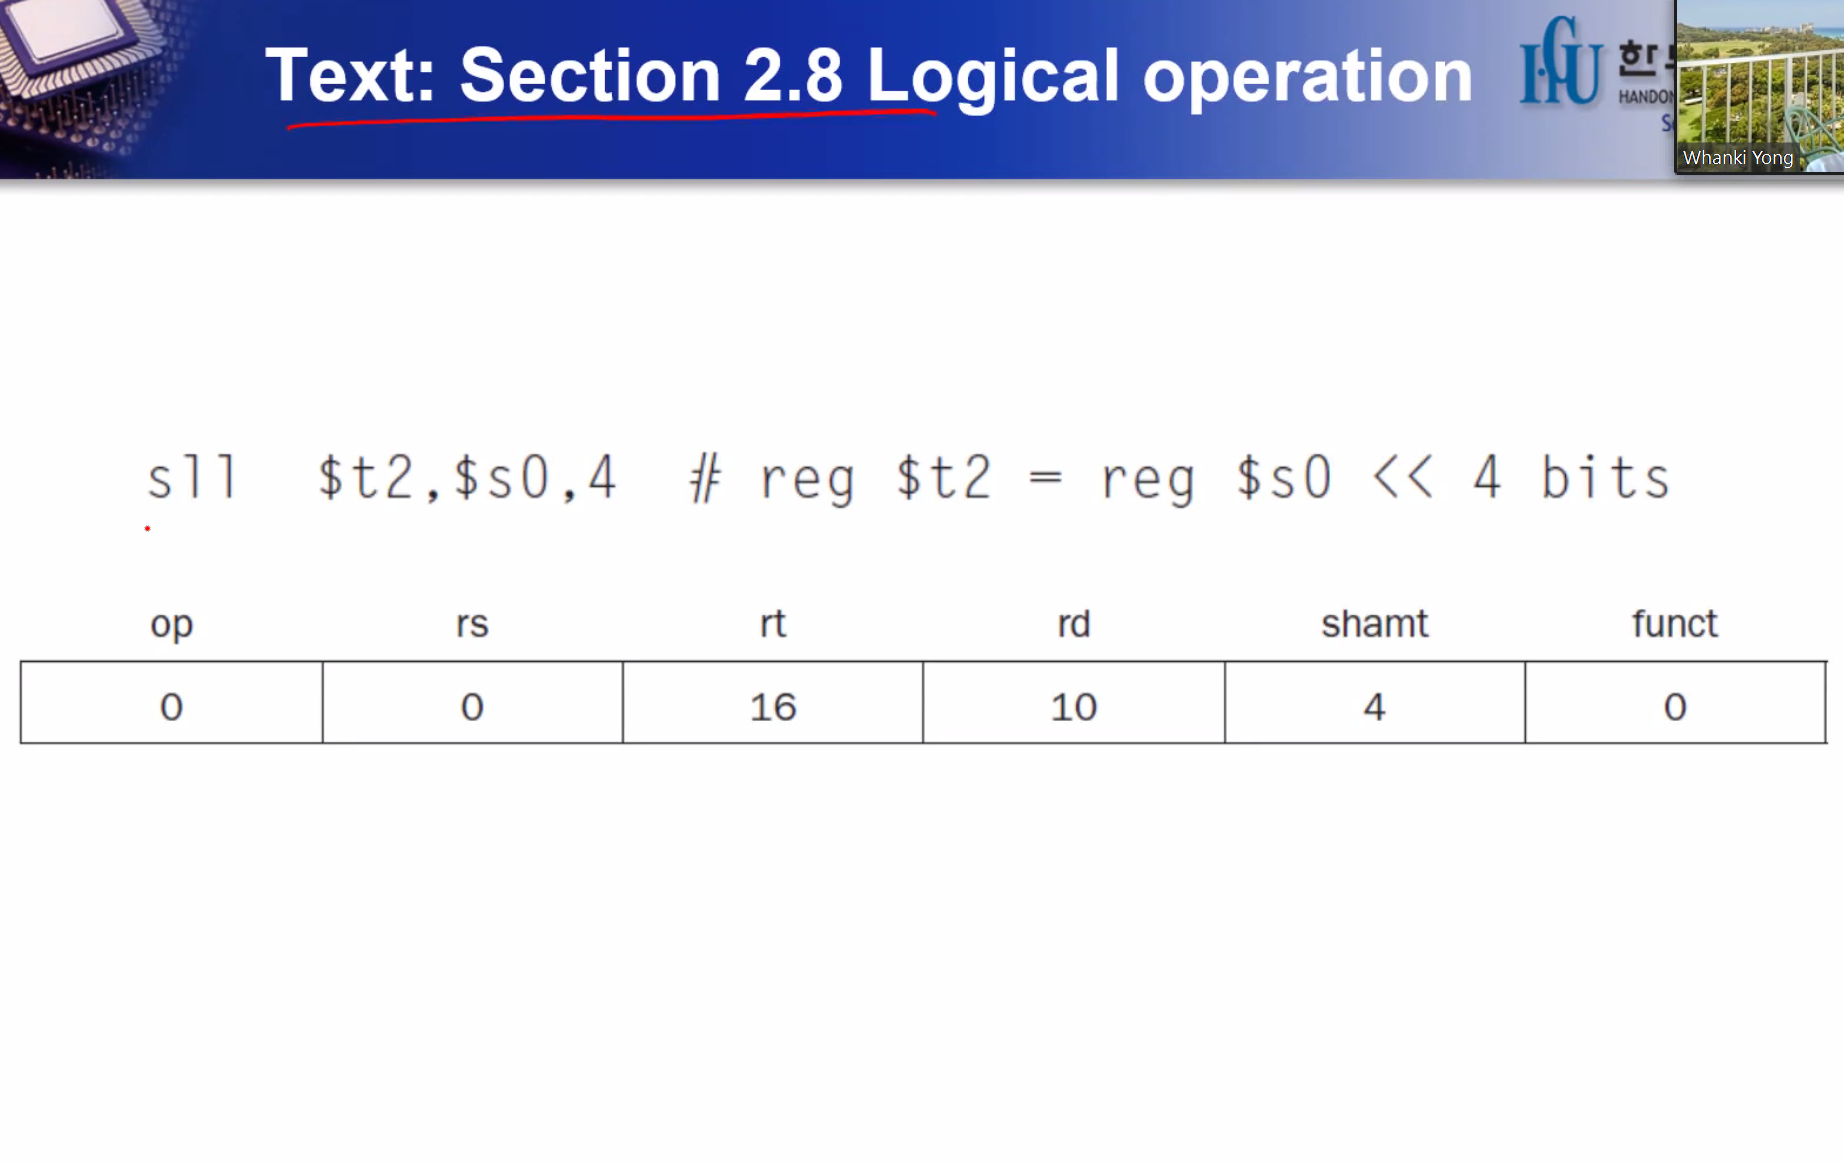 Text: Section 2.8 Logical operation
HANDON
Whanki Yong
sll $t2,$s0,4 # reg $t2 = reg $s0 << 4 bits
op rs rt rd shamt funct
0 0 16 10 4 0